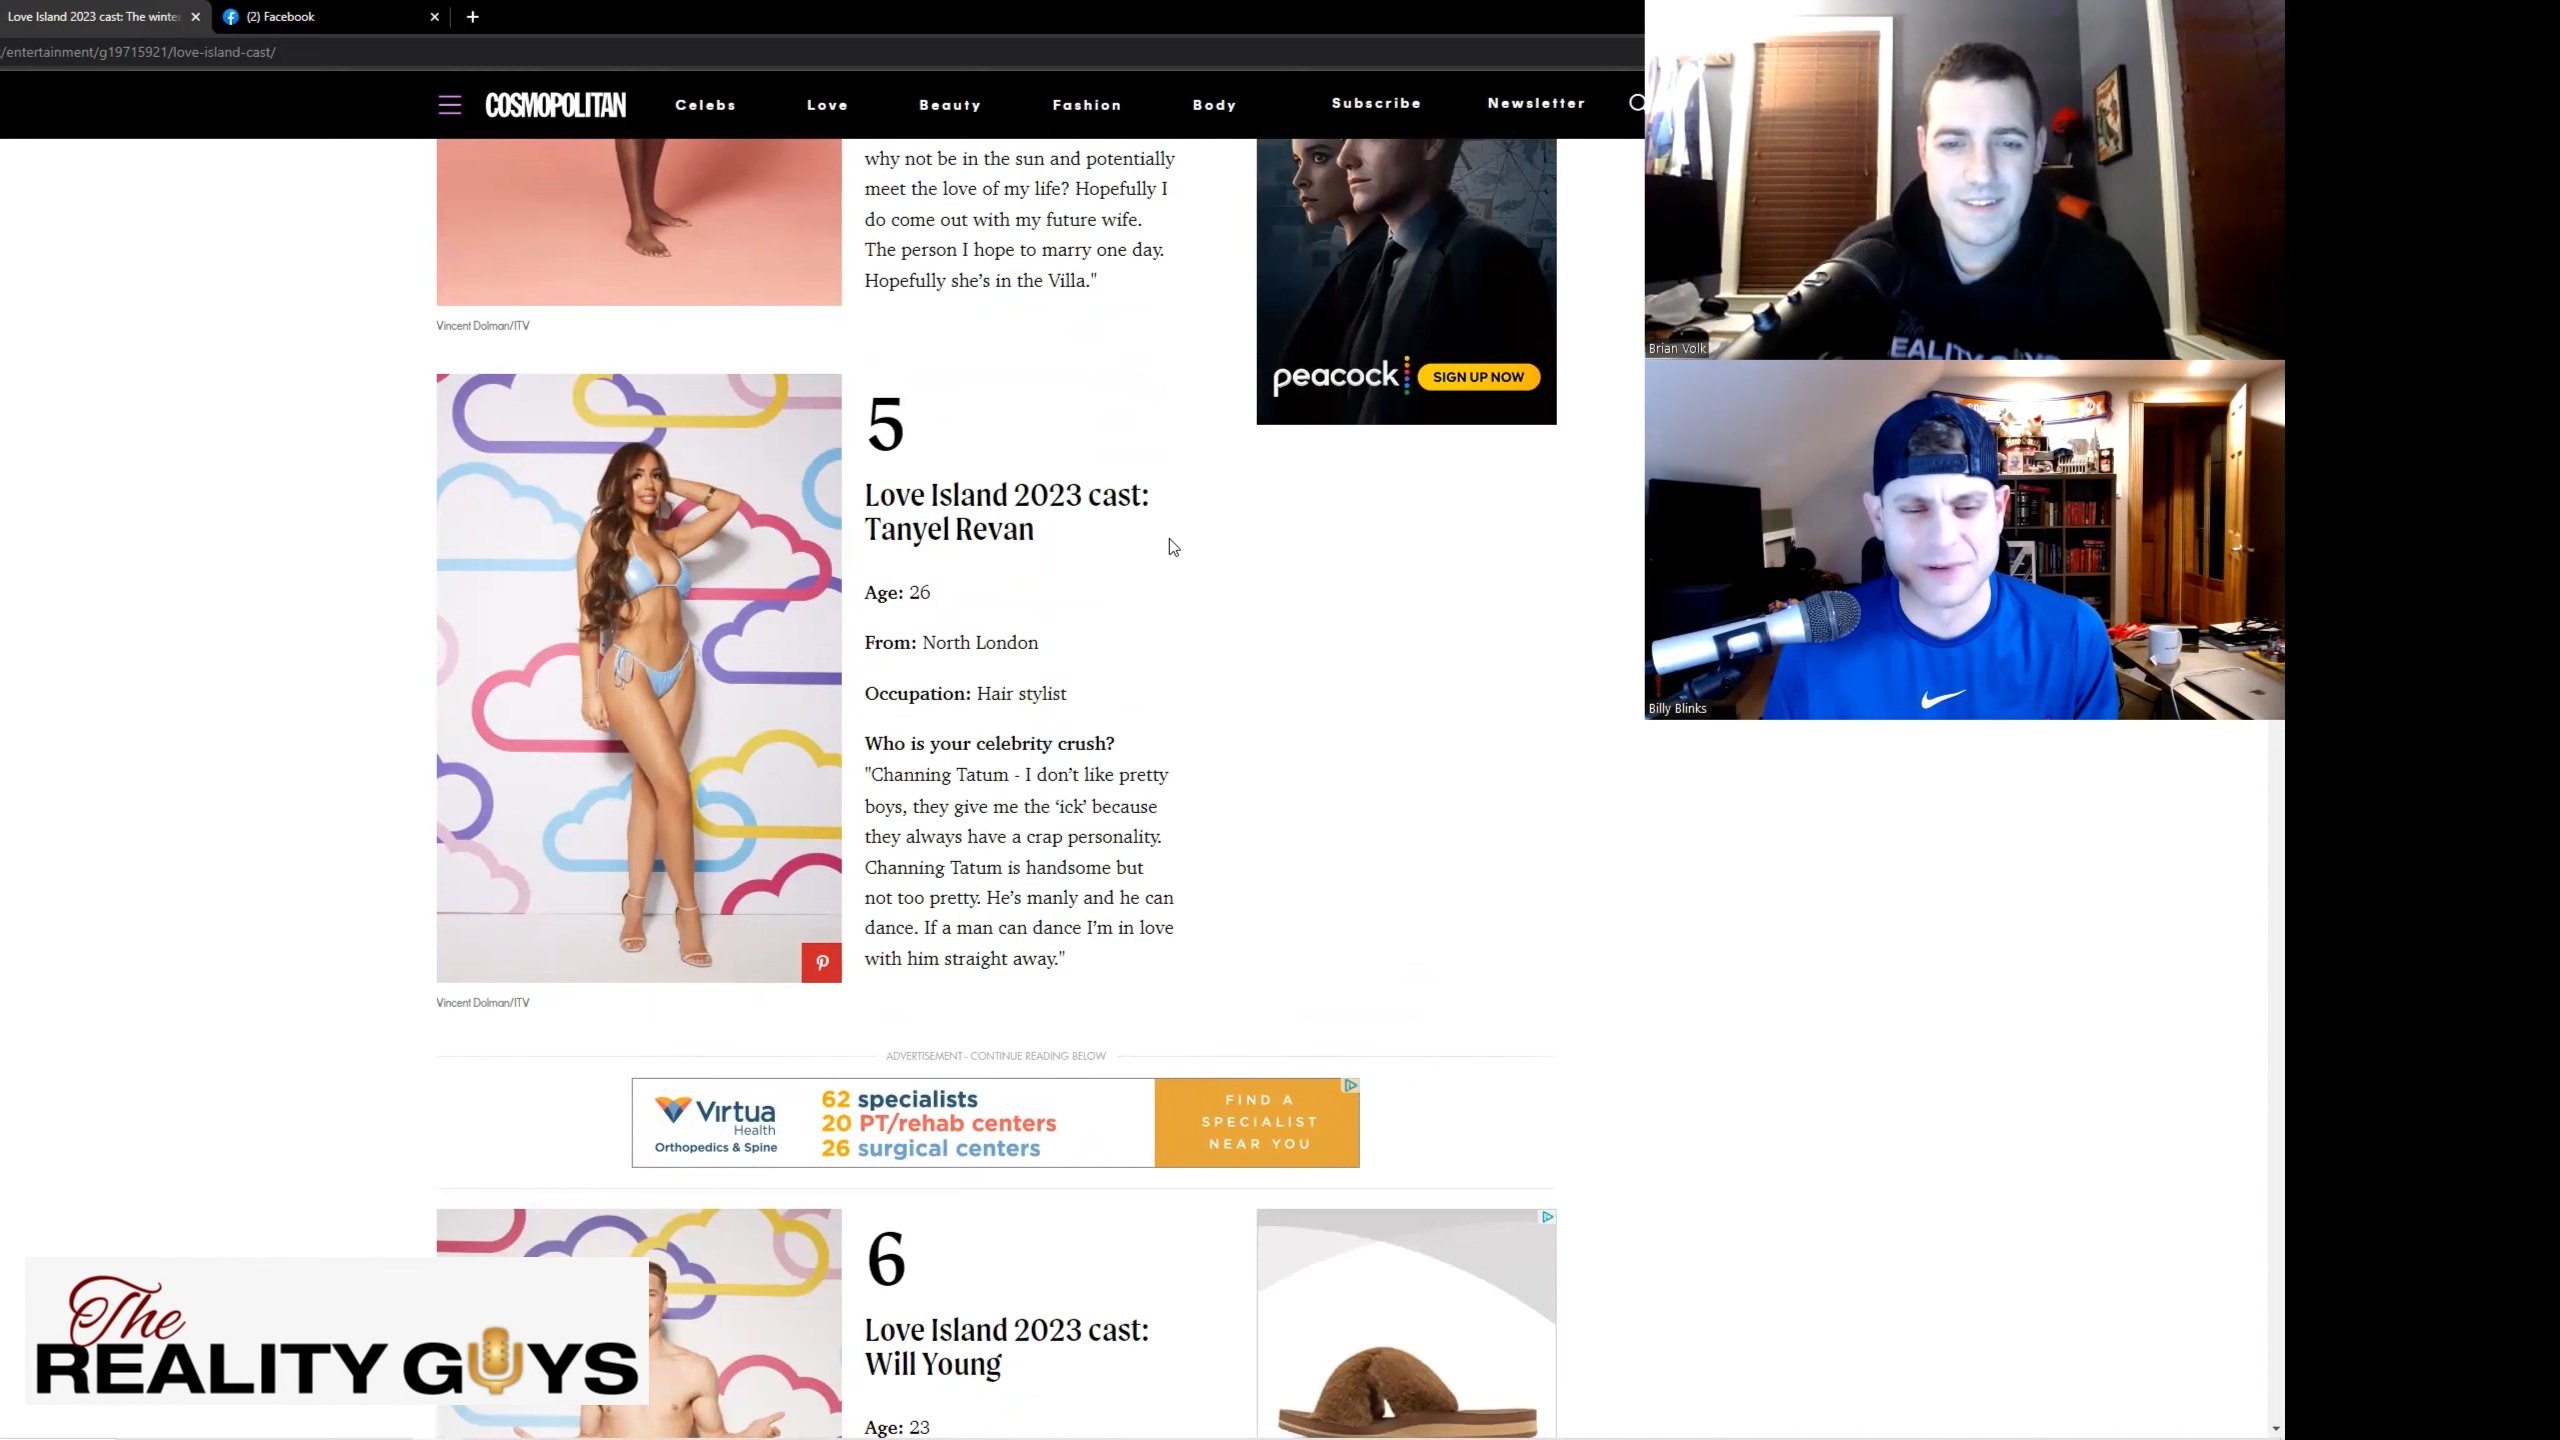 Love Island 2023 cast: The winte
(2) Facebook
/entertainment/g19715921/love-island-cast/
COSMOPOLITAN
Celebs
Love
Beauty
Fashion
Body
Subscribe
Newsletter
why not be in the sun and potentially
meet the love of my life? Hopefully I
do come out with my future wife.
The person I hope to marry one day.
Hopefully she's in the Villa."
Vincent Dolman/ITV
peacock
SIGN UP NOW
Brian Volk
EALITY GUYS
Billy Blinks
5
Love Island 2023 cast:
Tanyel Revan
Age: 26
From: North London
Occupation: Hair stylist
Who is your celebrity crush?
"Channing Tatum - I don't like pretty
boys, they give me the 'ick' because
they always have a crap personality.
Channing Tatum is handsome but
not too pretty. He's manly and he can
dance. If a man can dance I'm in love
with him straight away."
Vincent Dolman/ITV
ADVERTISEMENT - CONTINUE READING BELOW
Virtua
Health
Orthopedics & Spine
62 specialists
20 PT/rehab centers
26 surgical centers
FIND A
SPECIALIST
NEAR YOU
6
Love Island 2023 cast:
Will Young
Age: 23
The
REALITY GUYS